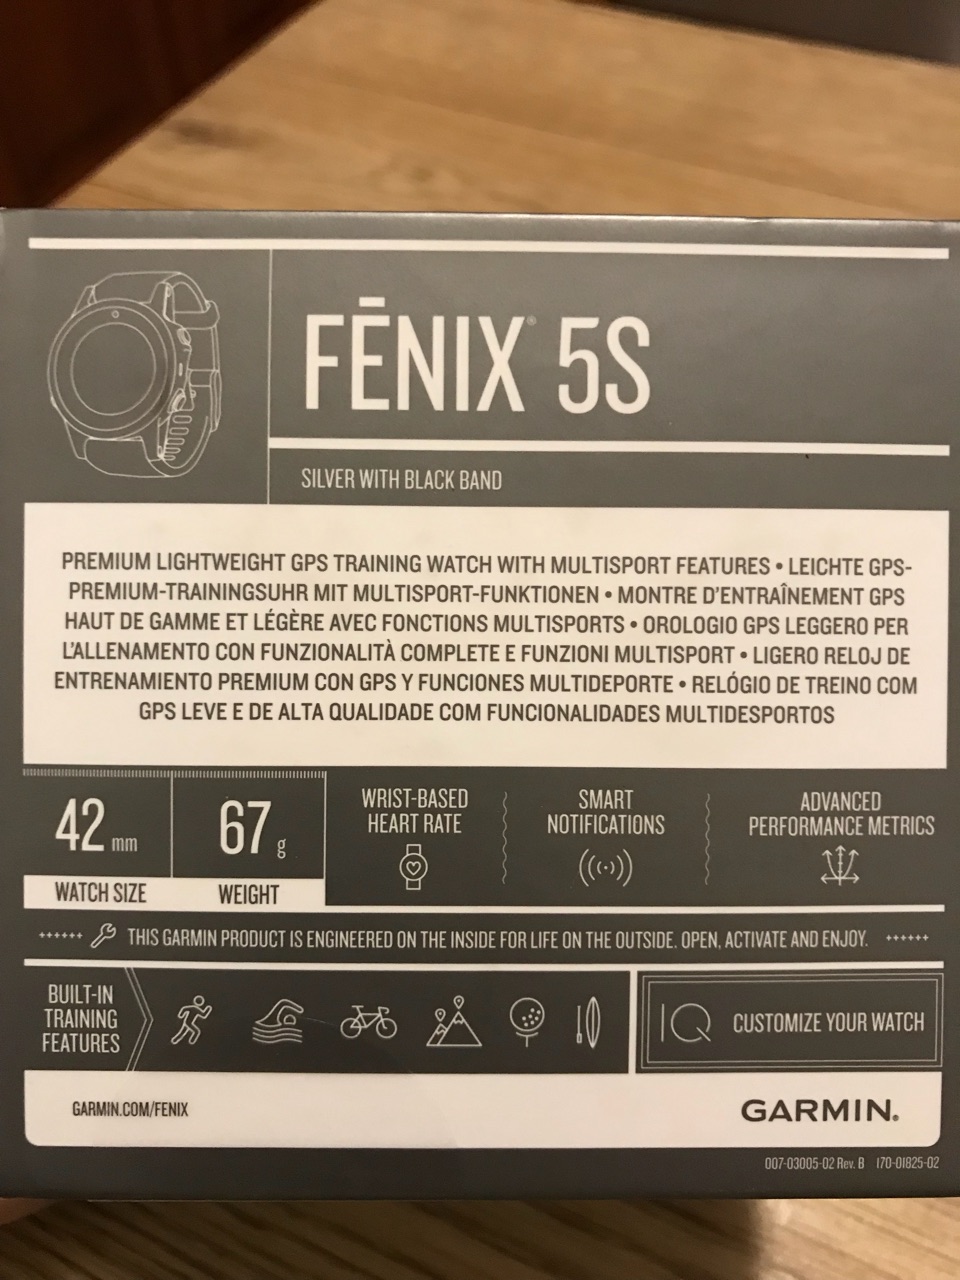 FĒNIX® 5S
SILVER WITH BLACK BAND
PREMIUM LIGHTWEIGHT GPS TRAINING WATCH WITH MULTISPORT FEATURES • LEICHTE GPS-
PREMIUM-TRAININGSUHR MIT MULTISPORT-FUNKTIONEN • MONTRE D'ENTRAÎNEMENT GPS
HAUT DE GAMME ET LÉGÈRE AVEC FONCTIONS MULTISPORTS • OROLOGIO GPS LEGGERO PER
L'ALLENAMENTO CON FUNZIONALITÀ COMPLETE E FUNZIONI MULTISPORT • LIGERO RELOJ DE
ENTRENAMIENTO PREMIUM CON GPS Y FUNCIONES MULTIDEPORTE • RELÓGIO DE TREINO COM
GPS LEVE E DE ALTA QUALIDADE COM FUNCIONALIDADES MULTIDESPORTOS
42 mm
WATCH SIZE
67 g
WEIGHT
WRIST-BASED
HEART RATE
SMART
NOTIFICATIONS
ADVANCED
PERFORMANCE METRICS
THIS GARMIN PRODUCT IS ENGINEERED ON THE INSIDE FOR LIFE ON THE OUTSIDE. OPEN, ACTIVATE AND ENJOY.
BUILT-IN
TRAINING
FEATURES
IQ CUSTOMIZE YOUR WATCH
GARMIN.COM/FENIX
GARMIN®
007-03005-02 Rev. B 170-01825-02